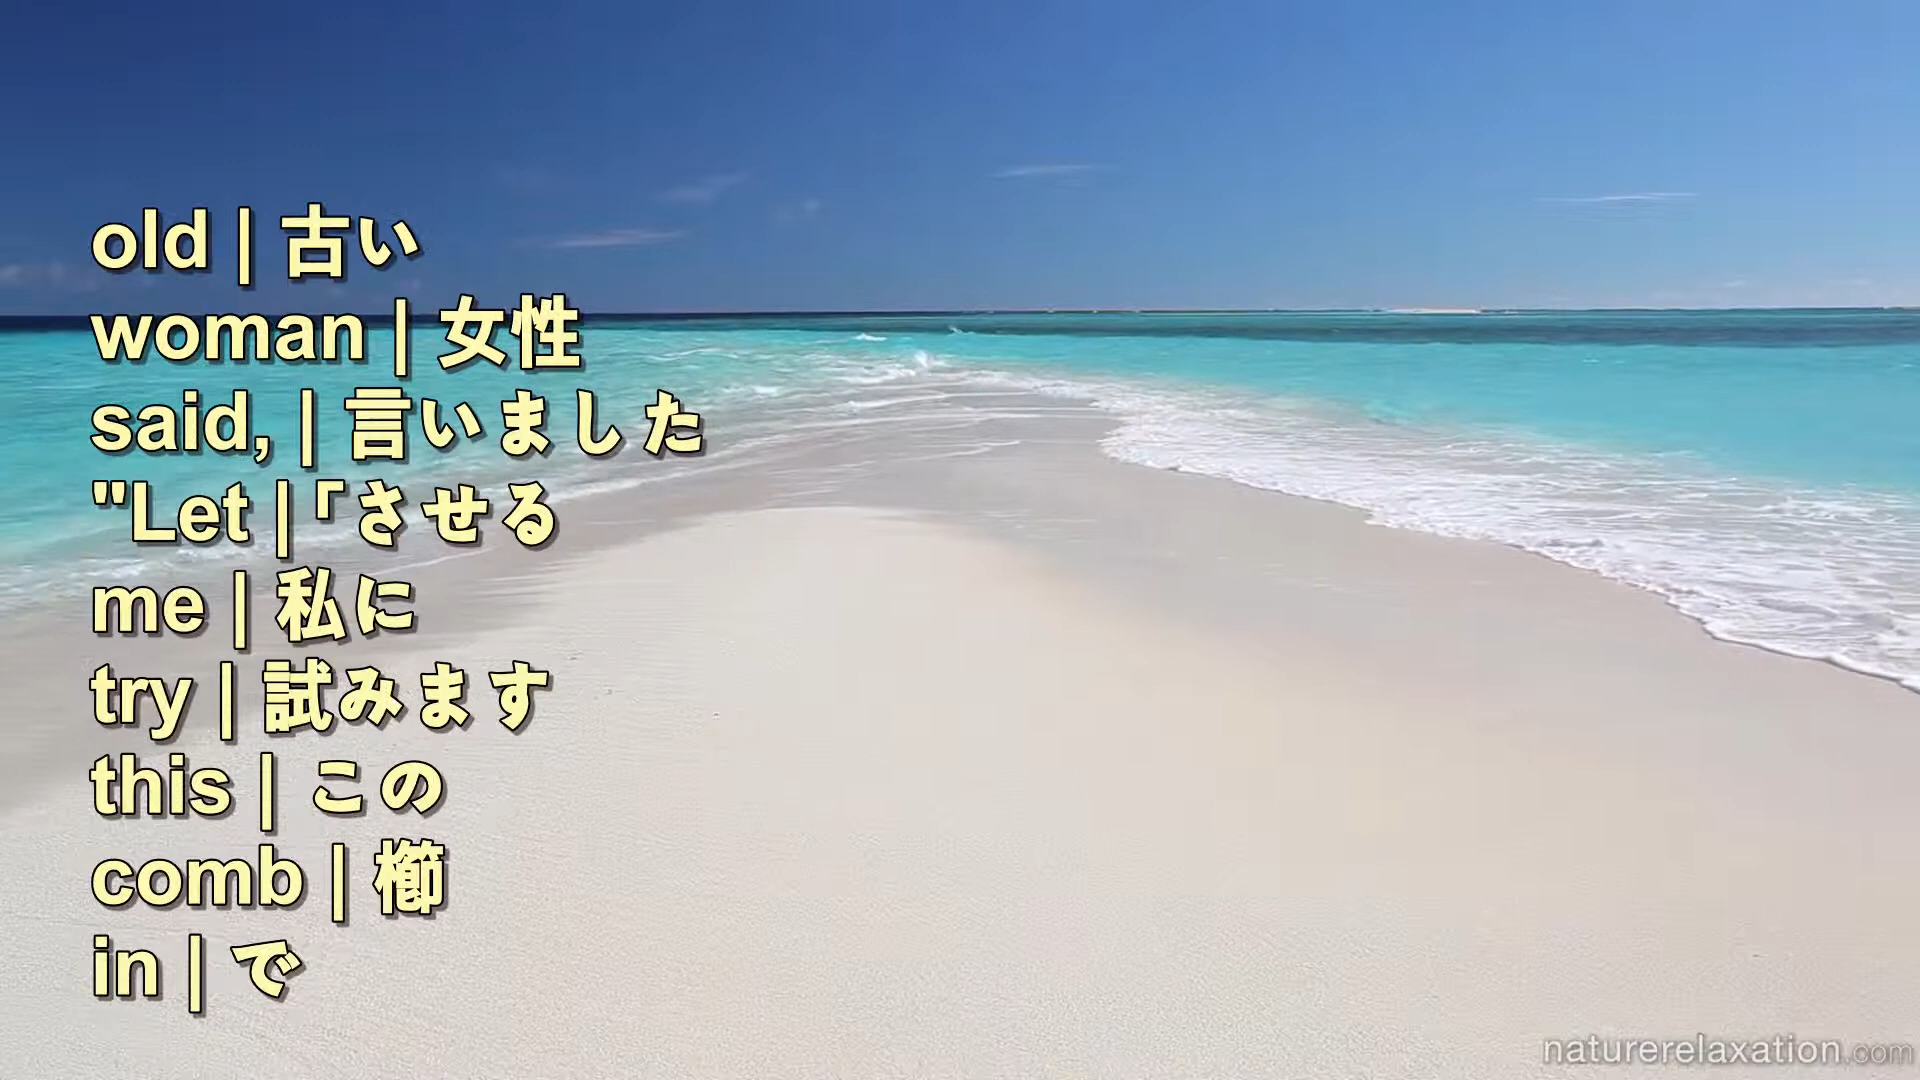 old | 古い
woman | 女性
said, | 言いました
"Let | 「させる
me | 私に
try | 試みます
this | この
comb | 櫛
in | で
naturerelaxation.com